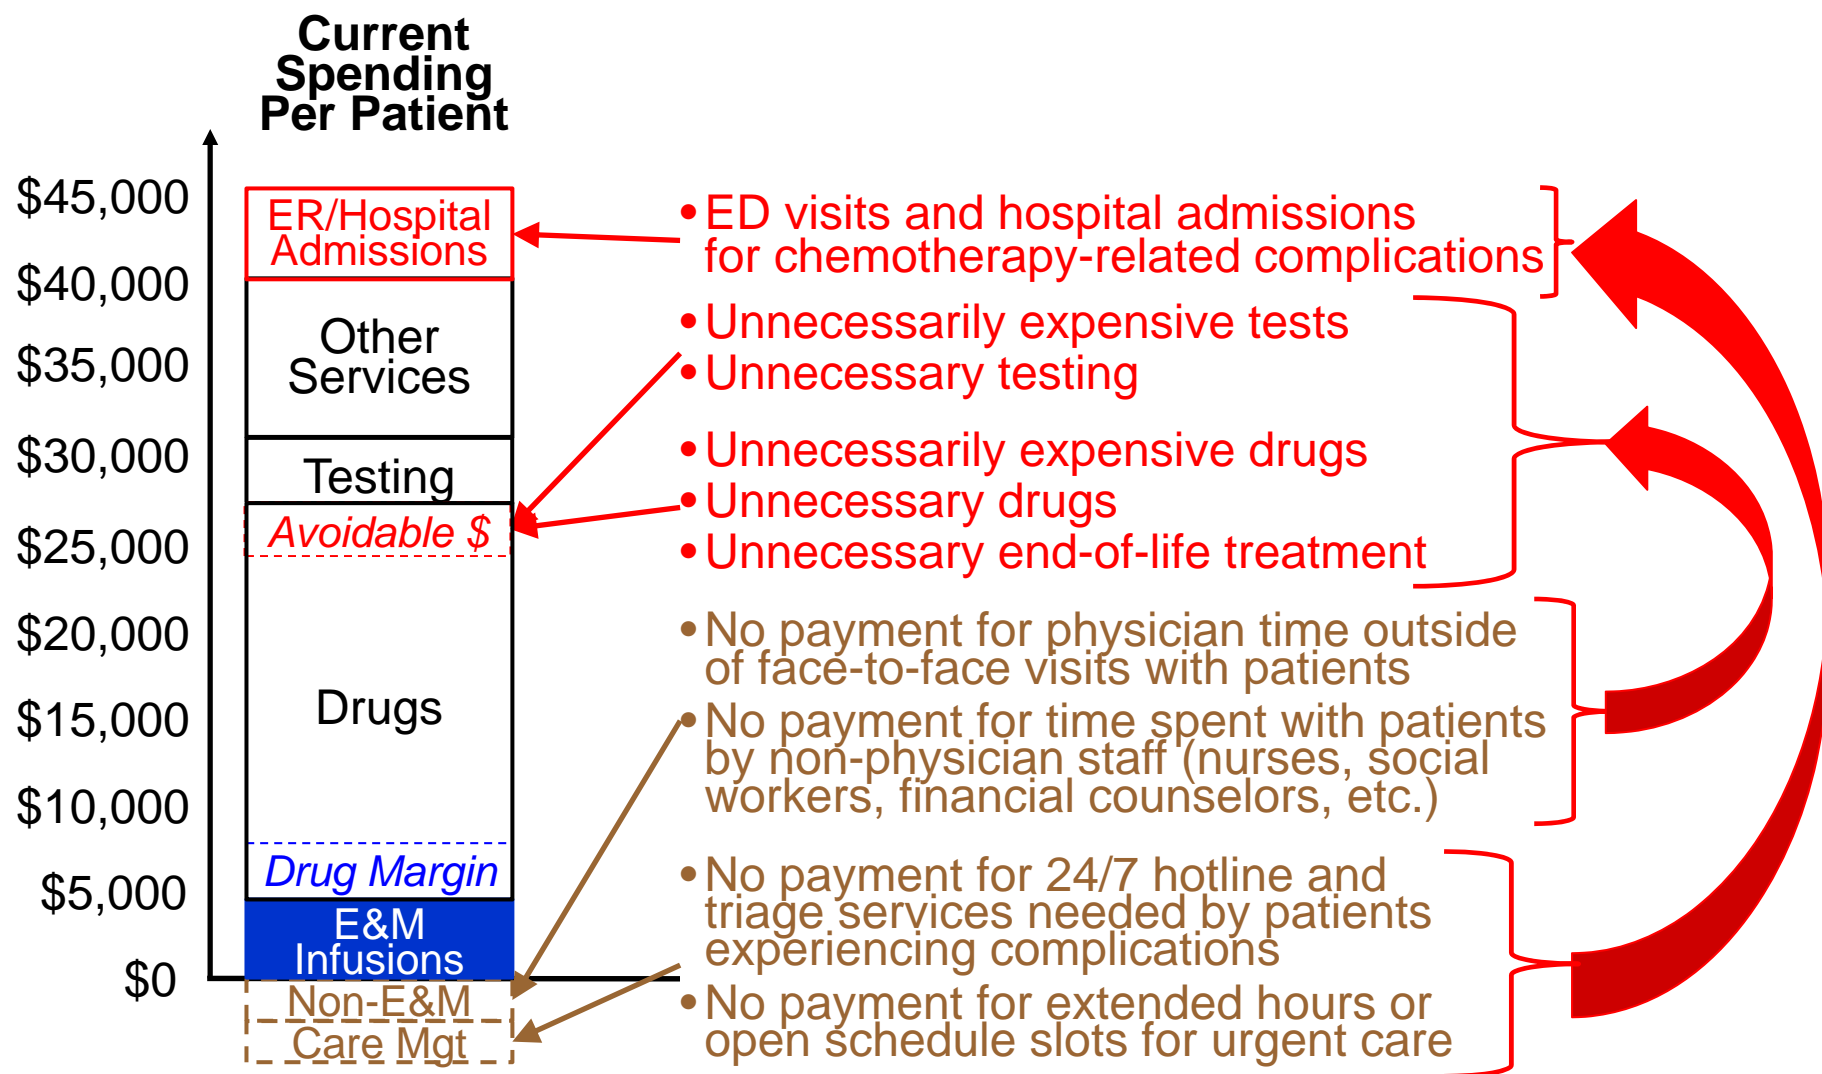 Current
Spending
Per Patient
$45,000
$40,000
$35,000
$30,000
$25,000
$20,000
$15,000
$10,000
$5,000
$0
ER/Hospital
Admissions
Other
Services
Testing
Avoidable $
Drugs
Drug Margin
E&M
Infusions
Non-E&M
Care Mgt
• ED visits and hospital admissions
for chemotherapy-related complications
• Unnecessarily expensive tests
• Unnecessary testing
• Unnecessarily expensive drugs
• Unnecessary drugs
• Unnecessary end-of-life treatment
• No payment for physician time outside
of face-to-face visits with patients
• No payment for time spent with patients
by non-physician staff (nurses, social
workers, financial counselors, etc.)
• No payment for 24/7 hotline and
triage services needed by patients
experiencing complications
• No payment for extended hours or
open schedule slots for urgent care